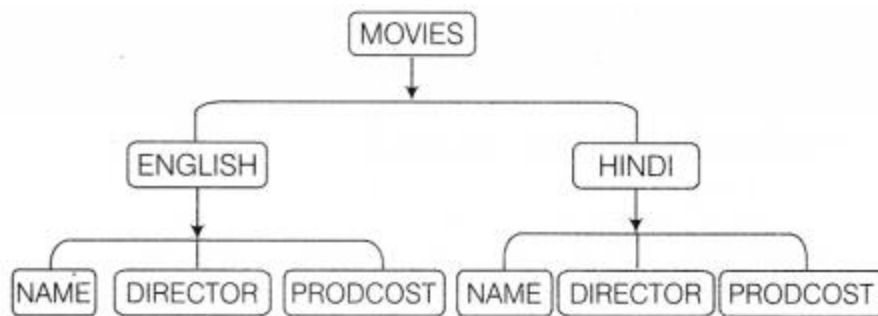 MOVIES
ENGLISH HINDI
NAME DIRECTOR PRODCOST NAME DIRECTOR PRODCOST